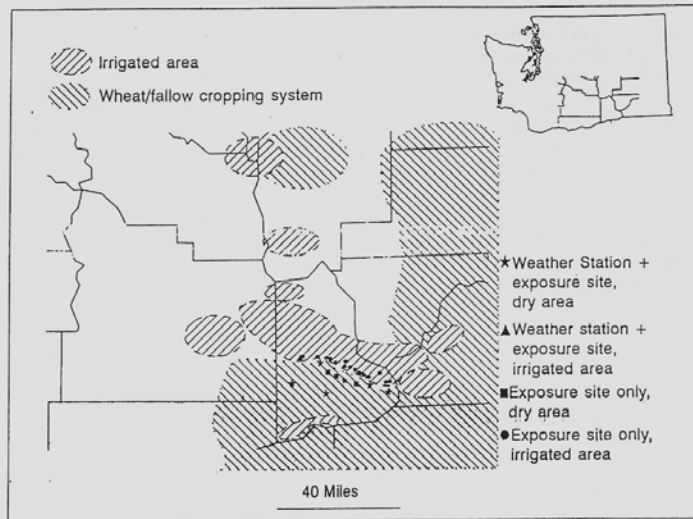 Irrigated area
Wheat/fallow cropping system
★Weather Station +
exposure site,
dry area
▲Weather station +
exposure site,
irrigated area
■Exposure site only,
dry area
●Exposure site only,
irrigated area
40 Miles